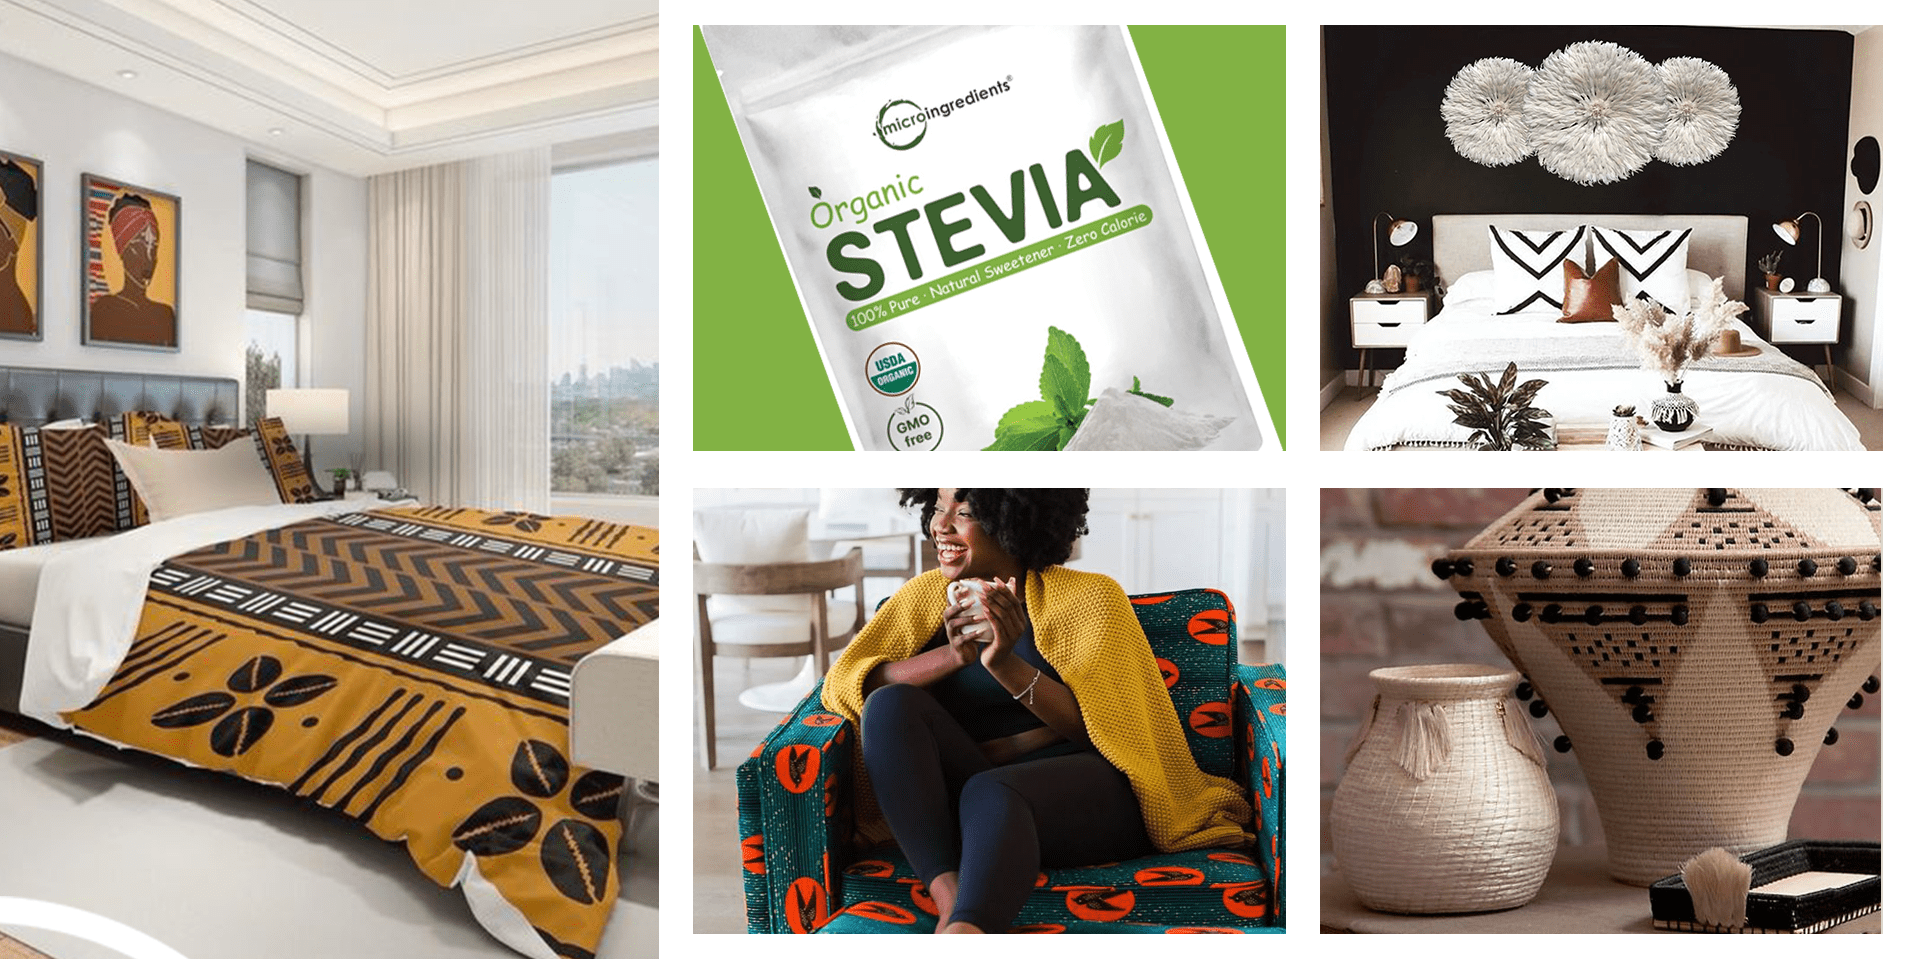 microingredients®
Organic
STEVIA
100% Pure · Natural Sweetener · Zero Calorie
USDA
ORGANIC
GMO
free